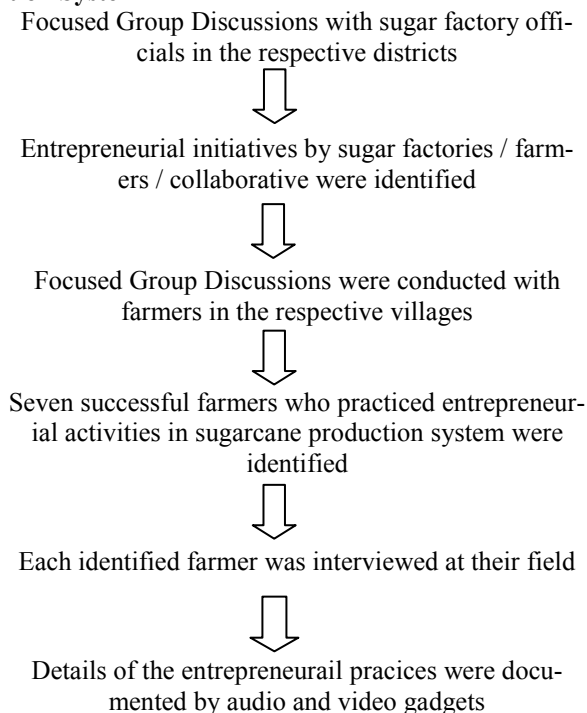 Focused Group Discussions with sugar factory offi-
cials in the respective districts
Entrepreneurial initiatives by sugar factories / farm-
ers / collaborative were identified
Focused Group Discussions were conducted with
farmers in the respective villages
Seven successful farmers who practiced entrepreneur-
ial activities in sugarcane production system were
identified
Each identified farmer was interviewed at their field
Details of the entrepreneurail pracices were docu-
mented by audio and video gadgets